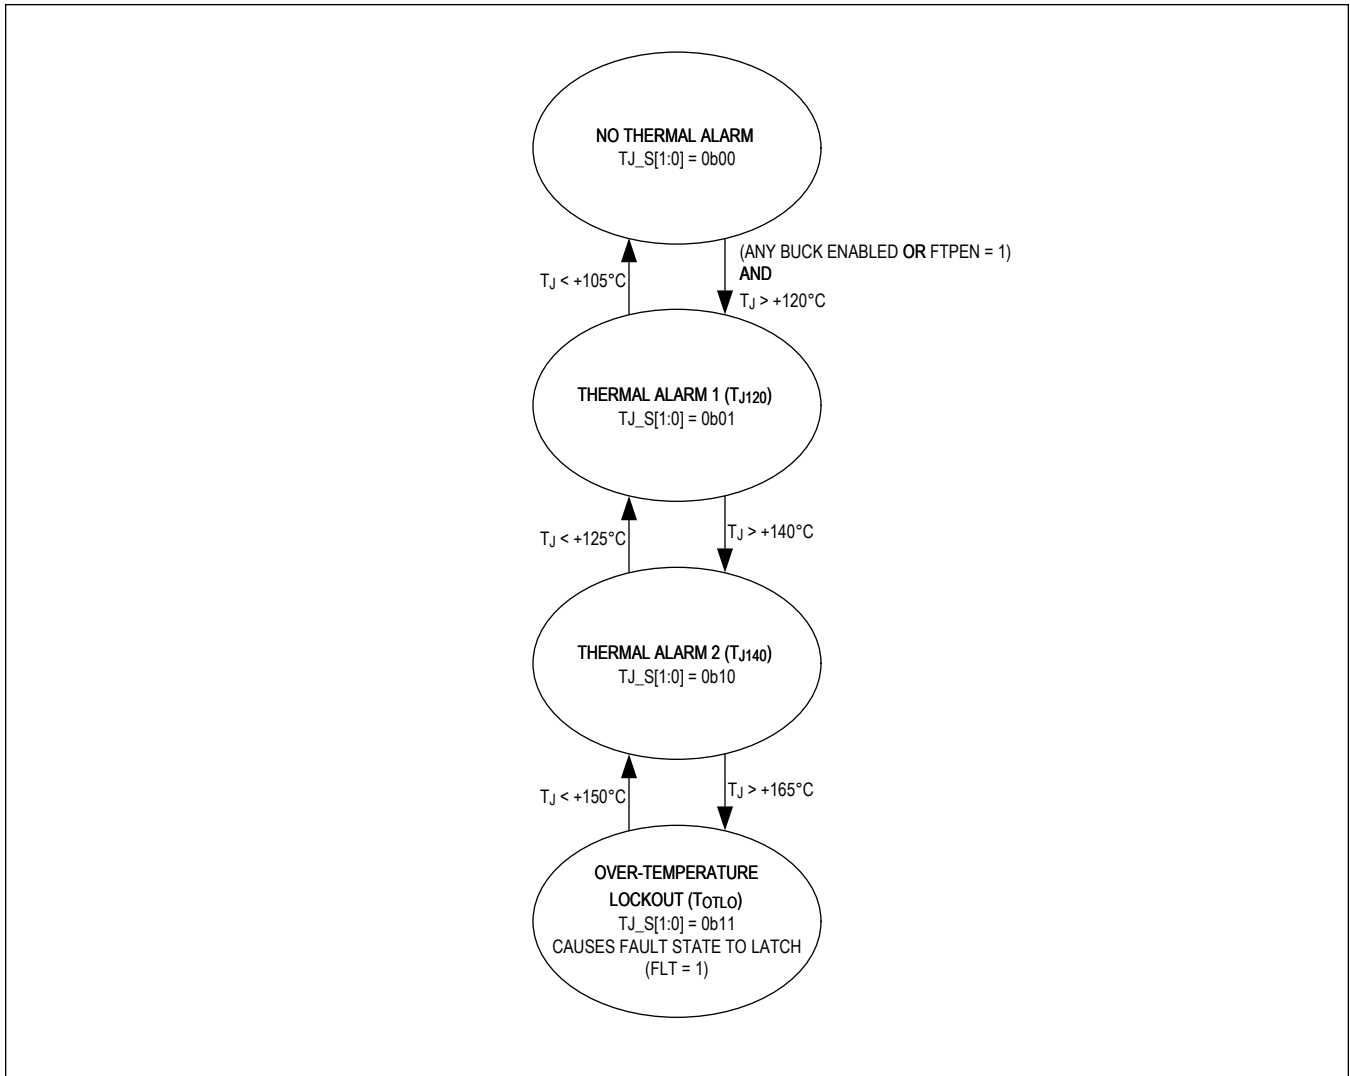 NO THERMAL ALARM
TJ_S[1:0] = 0b00
(ANY BUCK ENABLED OR FTPEN = 1)
AND
TJ < +105°C
TJ > +120°C
THERMAL ALARM 1 (TJ120)
TJ_S[1:0] = 0b01
TJ < +125°C
TJ > +140°C
THERMAL ALARM 2 (TJ140)
TJ_S[1:0] = 0b10
TJ < +150°C
TJ > +165°C
OVER-TEMPERATURE
LOCKOUT (TOTLO)
TJ_S[1:0] = 0b11
CAUSES FAULT STATE TO LATCH
(FLT = 1)